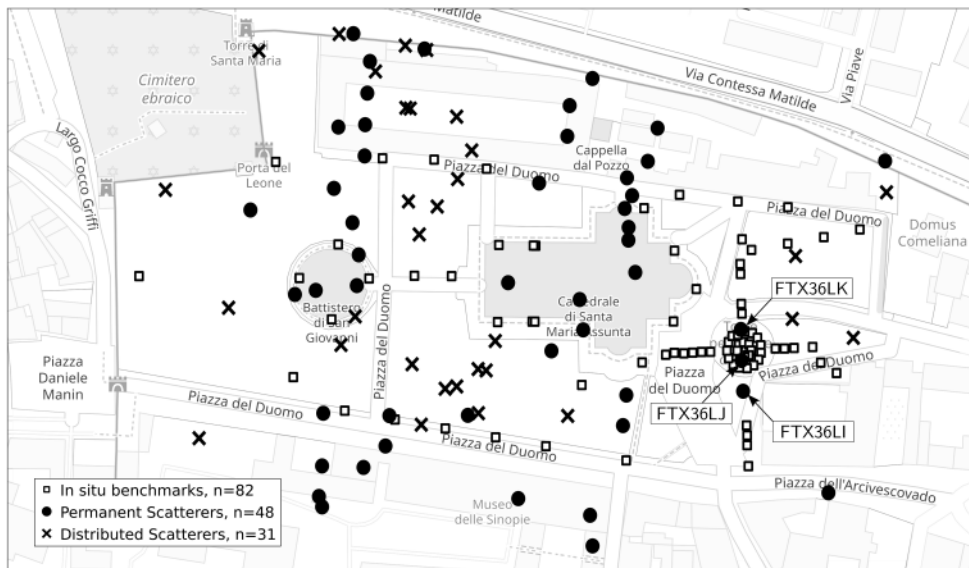 Matilde
Torre di
Santa Maria
Via Contessa Matilde
Via Piave
Cimitero
ebraico
Largo Cocco Griffi
Cappella
dal Pozzo
Porta del
Leone
Piazza del Duomo
Piazza del Duomo
Domus
Comeliana
FTX36LK
Battistero
di San
Giovanni
Cattedrale
di Santa
Maria Assunta
Piazza del Duomo
Piazza
Daniele
Manin
Piazza
del Duomo
Piazza del Duomo
FTX36LJ
FTX36LI
Piazza del Duomo
Piazza del Duomo
Piazza dell'Arcivescovado
Museo
delle Sinopie
In situ benchmarks, n=82
Permanent Scatterers, n=48
Distributed Scatterers, n=31